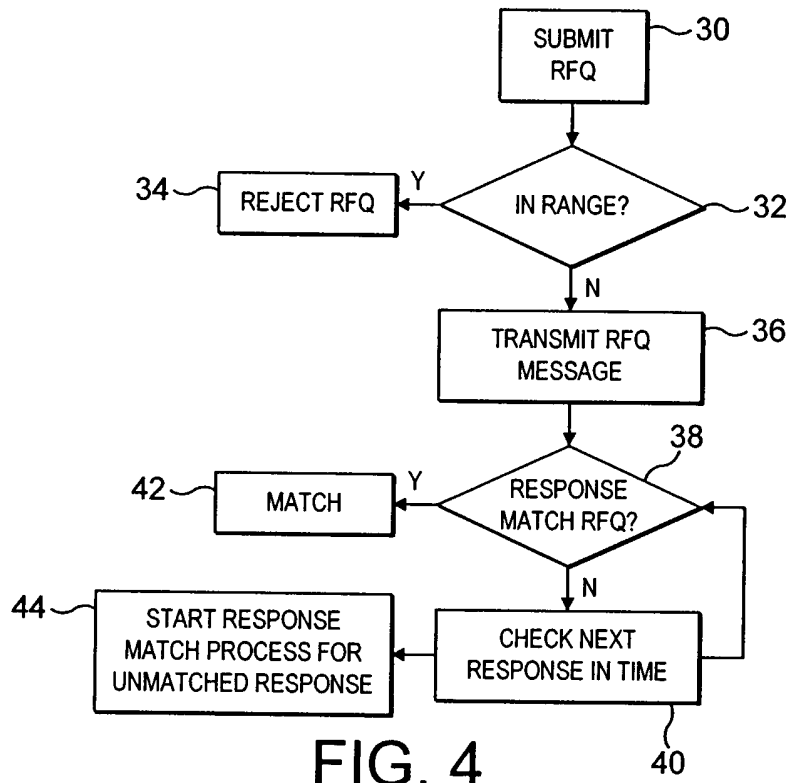 SUBMIT
RFQ
30
34
REJECT RFQ
Y
IN RANGE?
32
N
TRANSMIT RFQ
MESSAGE
36
38
42
MATCH
Y
RESPONSE
MATCH RFQ?
N
44
START RESPONSE
MATCH PROCESS FOR
UNMATCHED RESPONSE
CHECK NEXT
RESPONSE IN TIME
40
FIG. 4